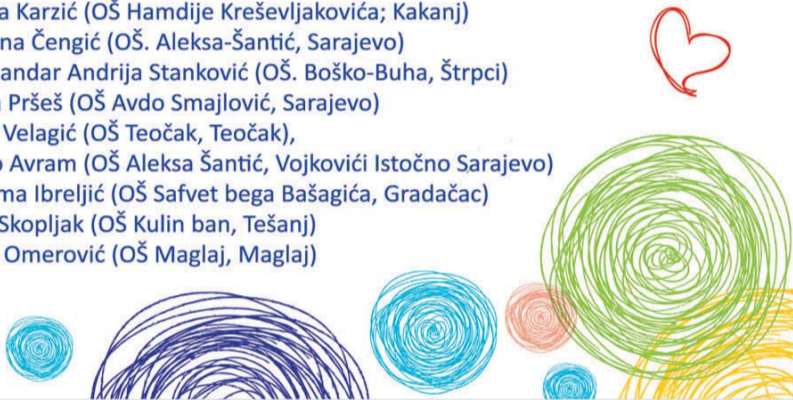 a Karzić (OŠ Hamdije Kreševljakovića; Kakanj)
na Čengić (OŠ. Aleksa-Šantić, Sarajevo)
andar Andrija Stanković (OŠ. Boško-Buha, Štrpci)
Pršeš (OŠ Avdo Smajlović, Sarajevo)
Velagić (OŠ Teočak, Teočak),
o Avram (OŠ Aleksa Šantić, Vojkovići Istočno Sarajevo)
ma Ibreljić (OŠ Safvet bega Bašagića, Gradačac)
Skopljak (OŠ Kulin ban, Tešanj)
Omerović (OŠ Maglaj, Maglaj)